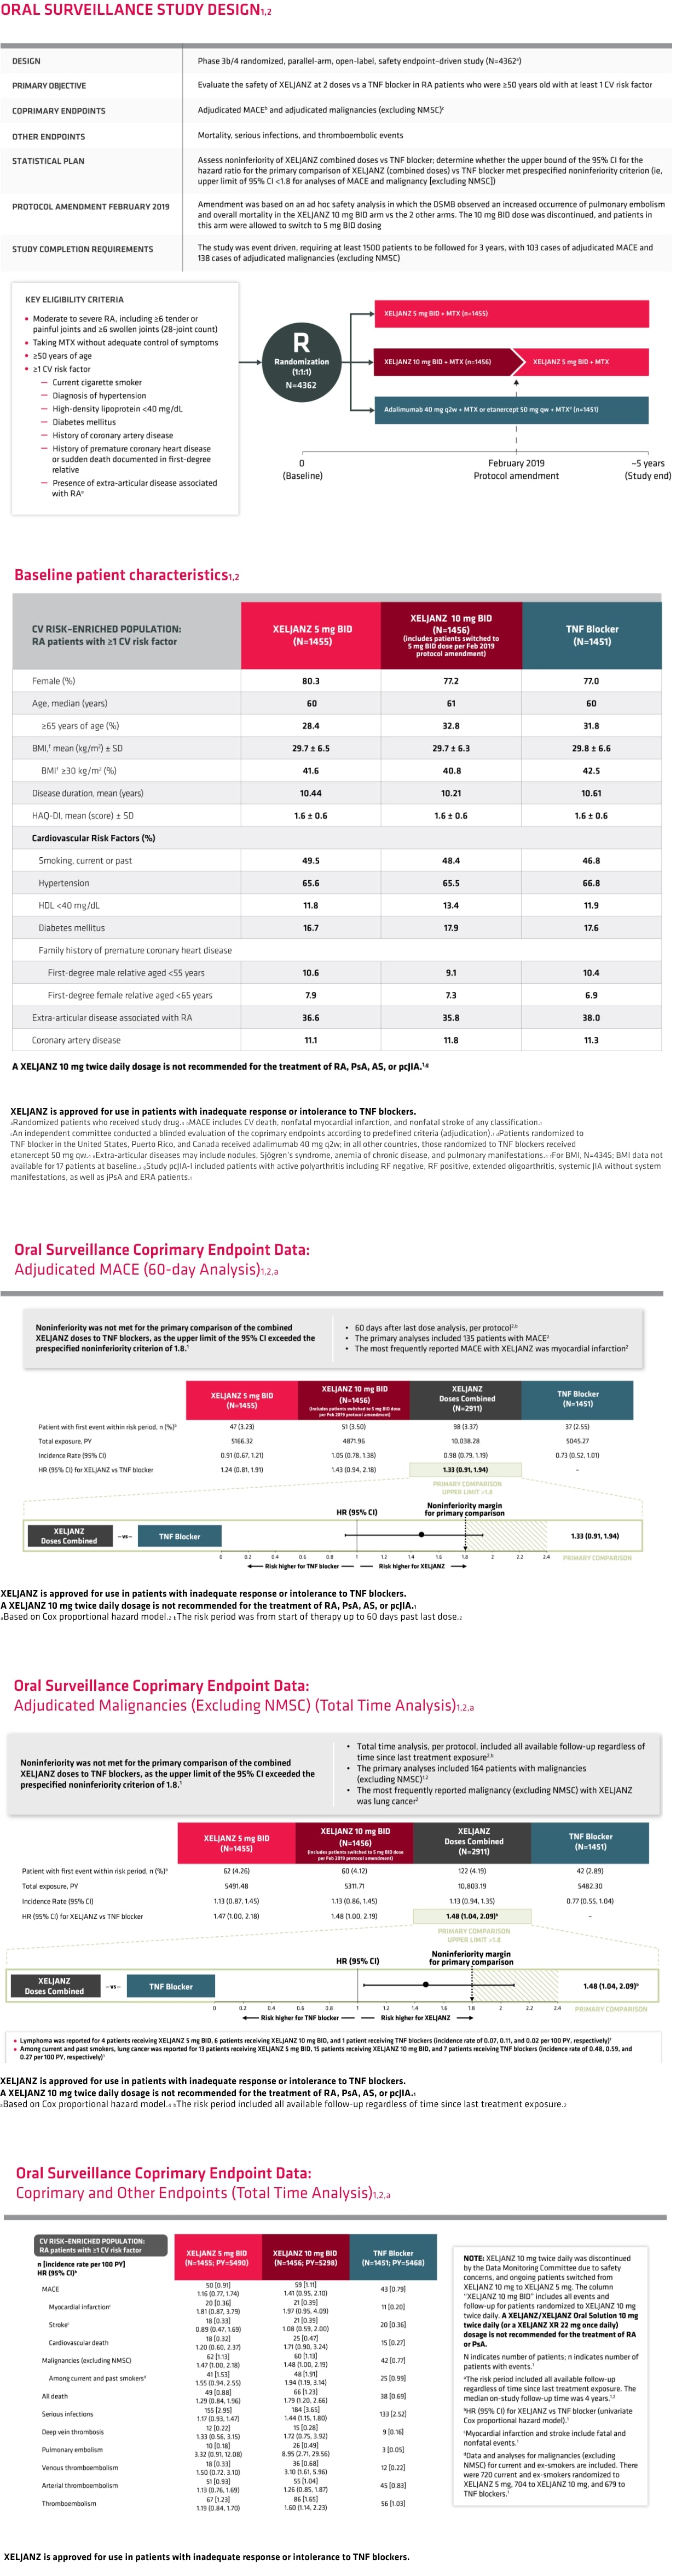 ORAL SURVEILLANCE STUDY DESIGN1,2
DESIGN
Phase 3b/4 randomized, parallel-arm, open-label, safety endpoint–driven study (N=4362ª)
PRIMARY OBJECTIVE
Evaluate the safety of XELJANZ at 2 doses vs a TNF blocker in RA patients who were ≥50 years old with at least 1 CV risk factor
COPRIMARY ENDPOINTS
Adjudicated MACEᵇ and adjudicated malignancies (excluding NMSC)ᶜ
OTHER ENDPOINTS
Mortality, serious infections, and thromboembolic events
STATISTICAL PLAN
Assess noninferiority of XELJANZ combined doses vs TNF blocker; determine whether the upper bound of the 95% CI for the
hazard ratio for the primary comparison of XELJANZ (combined doses) vs TNF blocker met prespecified noninferiority criterion (ie,
upper limit of 95% CI <1.8 for analyses of MACE and malignancy [excluding NMSC])
PROTOCOL AMENDMENT FEBRUARY 2019
Amendment was based on an ad hoc safety analysis in which the DSMB observed an increased occurrence of pulmonary embolism
and overall mortality in the XELJANZ 10 mg BID arm vs the 2 other arms. The 10 mg BID dose was discontinued, and patients in
this arm were allowed to switch to 5 mg BID dosing
STUDY COMPLETION REQUIREMENTS
The study was event driven, requiring at least 1500 patients to be followed for 3 years, with 103 cases of adjudicated MACE and
138 cases of adjudicated malignancies (excluding NMSC)
KEY ELIGIBILITY CRITERIA
• Moderate to severe RA, including ≥6 tender or
painful joints and ≥6 swollen joints (28-joint count)
• Taking MTX without adequate control of symptoms
• ≥50 years of age
• ≥1 CV risk factor
— Current cigarette smoker
— Diagnosis of hypertension
— High-density lipoprotein <40 mg/dL
— Diabetes mellitus
— History of coronary artery disease
— History of premature coronary heart disease
or sudden death documented in first-degree
relative
— Presence of extra-articular disease associated
with RAᵉ
R
Randomization
(1:1:1)
N=4362
XELJANZ 5 mg BID + MTX (n=1455)
XELJANZ 10 mg BID + MTX (n=1456)
XELJANZ 5 mg BID + MTX
Adalimumab 40 mg q2w + MTX or etanercept 50 mg qw + MTXᵈ (n=1451)
0
(Baseline)
February 2019
Protocol amendment
~5 years
(Study end)
Baseline patient characteristics1,2
CV RISK–ENRICHED POPULATION:
RA patients with ≥1 CV risk factor
XELJANZ 5 mg BID
(N=1455)
XELJANZ 10 mg BID
(N=1456)
(includes patients switched to
5 mg BID dose per Feb 2019
protocol amendment)
TNF Blocker
(N=1451)
Female (%) 80.3 77.2 77.0
Age, median (years) 60 61 60
≥65 years of age (%) 28.4 32.8 31.8
BMI,ᶠ mean (kg/m²) ± SD 29.7 ± 6.5 29.7 ± 6.3 29.8 ± 6.6
BMIᶠ ≥30 kg/m² (%) 41.6 40.8 42.5
Disease duration, mean (years) 10.44 10.21 10.61
HAQ-DI, mean (score) ± SD 1.6 ± 0.6 1.6 ± 0.6 1.6 ± 0.6
Cardiovascular Risk Factors (%)
Smoking, current or past 49.5 48.4 46.8
Hypertension 65.6 65.5 66.8
HDL <40 mg/dL 11.8 13.4 11.9
Diabetes mellitus 16.7 17.9 17.6
Family history of premature coronary heart disease
First-degree male relative aged <55 years 10.6 9.1 10.4
First-degree female relative aged <65 years 7.9 7.3 6.9
Extra-articular disease associated with RA 36.6 35.8 38.0
Coronary artery disease 11.1 11.8 11.3
A XELJANZ 10 mg twice daily dosage is not recommended for the treatment of RA, PsA, AS, or pcJIA.¹,ᵍ
XELJANZ is approved for use in patients with inadequate response or intolerance to TNF blockers.
aRandomized patients who received study drug.4 bMACE includes CV death, nonfatal myocardial infarction, and nonfatal stroke of any classification.1
cAn independent committee conducted a blinded evaluation of the coprimary endpoints according to predefined criteria (adjudication).1 dPatients randomized to
TNF blocker in the United States, Puerto Rico, and Canada received adalimumab 40 mg q2w; in all other countries, those randomized to TNF blockers received
etanercept 50 mg qw.4 eExtra-articular diseases may include nodules, Sjögren's syndrome, anemia of chronic disease, and pulmonary manifestations.4 fFor BMI, N=4345; BMI data not
available for 17 patients at baseline.2 gStudy pcJIA-I included patients with active polyarthritis including RF negative, RF positive, extended oligoarthritis, systemic JIA without system
manifestations, as well as jPsA and ERA patients.1
Oral Surveillance Coprimary Endpoint Data:
Adjudicated MACE (60-day Analysis)1,2,a
Noninferiority was not met for the primary comparison of the combined
XELJANZ doses to TNF blockers, as the upper limit of the 95% CI exceeded the
prespecified noninferiority criterion of 1.8.¹
• 60 days after last dose analysis, per protocol²,ᵇ
• The primary analyses included 135 patients with MACE²
• The most frequently reported MACE with XELJANZ was myocardial infarction²
XELJANZ 5 mg BID
(N=1455)
XELJANZ 10 mg BID
(N=1456)
(includes patients switched to 5 mg BID dose
per Feb 2019 protocol amendment)
XELJANZ
Doses Combined
(N=2911)
TNF Blocker
(N=1451)
Patient with first event within risk period, n (%)ᵇ 47 (3.23) 51 (3.50) 98 (3.37) 37 (2.55)
Total exposure, PY 5166.32 4871.96 10,038.28 5045.27
Incidence Rate (95% CI) 0.91 (0.67, 1.21) 1.05 (0.78, 1.38) 0.98 (0.79, 1.19) 0.73 (0.52, 1.01)
HR (95% CI) for XELJANZ vs TNF blocker 1.24 (0.81, 1.91) 1.43 (0.94, 2.18) 1.33 (0.91, 1.94) –
PRIMARY COMPARISON
UPPER LIMIT >1.8
HR (95% CI)
Noninferiority margin
for primary comparison
XELJANZ
Doses Combined
–vs–
TNF Blocker
1.33 (0.91, 1.94)
0 0.2 0.4 0.6 0.8 1 1.2 1.4 1.6 1.8 2 2.2 2.4
PRIMARY COMPARISON
Risk higher for TNF blocker
Risk higher for XELJANZ
XELJANZ is approved for use in patients with inadequate response or intolerance to TNF blockers.
A XELJANZ 10 mg twice daily dosage is not recommended for the treatment of RA, PsA, AS, or pcJIA.1
aBased on Cox proportional hazard model.2 bThe risk period was from start of therapy up to 60 days past last dose.2
Oral Surveillance Coprimary Endpoint Data:
Adjudicated Malignancies (Excluding NMSC) (Total Time Analysis)1,2,a
Noninferiority was not met for the primary comparison of the combined
XELJANZ doses to TNF blockers, as the upper limit of the 95% CI exceeded the
prespecified noninferiority criterion of 1.8.¹
• Total time analysis, per protocol, included all available follow-up regardless of
time since last treatment exposure²,ᵇ
• The primary analyses included 164 patients with malignancies
(excluding NMSC)¹,²
• The most frequently reported malignancy (excluding NMSC) with XELJANZ
was lung cancer²
XELJANZ 5 mg BID
(N=1455)
XELJANZ 10 mg BID
(N=1456)
(includes patients switched to 5 mg BID dose
per Feb 2019 protocol amendment)
XELJANZ
Doses Combined
(N=2911)
TNF Blocker
(N=1451)
Patient with first event within risk period, n (%)ᵇ 62 (4.26) 60 (4.12) 122 (4.19) 42 (2.89)
Total exposure, PY 5491.48 5311.71 10,803.19 5482.30
Incidence Rate (95% CI) 1.13 (0.87, 1.45) 1.13 (0.86, 1.45) 1.13 (0.94, 1.35) 0.77 (0.55, 1.04)
HR (95% CI) for XELJANZ vs TNF blocker 1.47 (1.00, 2.18) 1.48 (1.00, 2.19) 1.48 (1.04, 2.09)ᵇ –
PRIMARY COMPARISON
UPPER LIMIT >1.8
HR (95% CI)
Noninferiority margin
for primary comparison
XELJANZ
Doses Combined
–vs–
TNF Blocker
1.48 (1.04, 2.09)ᵇ
0 0.2 0.4 0.6 0.8 1 1.2 1.4 1.6 1.8 2 2.2 2.4
PRIMARY COMPARISON
Risk higher for TNF blocker
Risk higher for XELJANZ
• Lymphoma was reported for 4 patients receiving XELJANZ 5 mg BID, 6 patients receiving XELJANZ 10 mg BID, and 1 patient receiving TNF blockers (incidence rate of 0.07, 0.11, and 0.02 per 100 PY, respectively)¹
• Among current and past smokers, lung cancer was reported for 13 patients receiving XELJANZ 5 mg BID, 15 patients receiving XELJANZ 10 mg BID, and 7 patients receiving TNF blockers (incidence rate of 0.48, 0.59, and
0.27 per 100 PY, respectively)¹
XELJANZ is approved for use in patients with inadequate response or intolerance to TNF blockers.
A XELJANZ 10 mg twice daily dosage is not recommended for the treatment of RA, PsA, AS, or pcJIA.1
aBased on Cox proportional hazard model.4 bThe risk period included all available follow-up regardless of time since last treatment exposure.2
Oral Surveillance Coprimary Endpoint Data:
Coprimary and Other Endpoints (Total Time Analysis)1,2,a
CV RISK–ENRICHED POPULATION:
RA patients with ≥1 CV risk factor
n [incidence rate per 100 PY]
HR (95% CI)ᵇ
XELJANZ 5 mg BID
(N=1455; PY=5490)
XELJANZ 10 mg BID
(N=1456; PY=5298)
TNF Blocker
(N=1451; PY=5468)
MACE 50 [0.91] 59 [1.11] 43 [0.79]
1.16 (0.77, 1.74) 1.41 (0.95, 2.10)
Myocardial infarctionᶜ 20 [0.36] 21 [0.39] 11 [0.20]
1.81 (0.87, 3.79) 1.97 (0.95, 4.09)
Strokeᶜ 18 [0.33] 21 [0.39] 20 [0.36]
0.89 (0.47, 1.69) 1.08 (0.59, 2.00)
Cardiovascular death 18 [0.32] 25 [0.47] 15 [0.27]
1.20 (0.60, 2.37) 1.71 (0.90, 3.24)
Malignancies (excluding NMSC) 62 [1.13] 60 [1.13] 42 [0.77]
1.47 (1.00, 2.18) 1.48 (1.00, 2.19)
Among current and past smokersᵈ 41 [1.53] 48 [1.91] 25 [0.99]
1.55 (0.94, 2.55) 1.94 (1.19, 3.14)
All death 49 [0.88] 66 [1.23] 38 [0.69]
1.29 (0.84, 1.96) 1.79 (1.20, 2.66)
Serious infections 155 [2.95] 184 [3.65] 133 [2.52]
1.17 (0.93, 1.47) 1.44 (1.15, 1.80)
Deep vein thrombosis 12 [0.22] 15 [0.28] 9 [0.16]
1.33 (0.56, 3.15) 1.72 (0.75, 3.92)
Pulmonary embolism 10 [0.18] 26 [0.49] 3 [0.05]
3.32 (0.91, 12.08) 8.95 (2.71, 29.56)
Venous thromboembolism 18 [0.33] 36 [0.68] 12 [0.22]
1.50 (0.72, 3.10) 3.10 (1.61, 5.96)
Arterial thromboembolism 51 [0.93] 55 [1.04] 45 [0.83]
1.13 (0.76, 1.69) 1.26 (0.85, 1.87)
Thromboembolism 67 [1.23] 86 [1.65] 56 [1.03]
1.19 (0.84, 1.70) 1.60 (1.14, 2.23)
NOTE: XELJANZ 10 mg twice daily was discontinued
by the Data Monitoring Committee due to safety
concerns, and ongoing patients switched from
XELJANZ 10 mg to XELJANZ 5 mg. The column
"XELJANZ 10 mg BID" includes all events and
follow-up for patients randomized to XELJANZ 10 mg
twice daily. A XELJANZ/XELJANZ Oral Solution 10 mg
twice daily (or a XELJANZ XR 22 mg once daily)
dosage is not recommended for the treatment of RA
or PsA.
N indicates number of patients; n indicates number of
patients with events.¹
ᵃThe risk period included all available follow-up
regardless of time since last treatment exposure. The
median on-study follow-up time was 4 years.¹,²
ᵇHR (95% CI) for XELJANZ vs TNF blocker (univariate
Cox proportional hazard model).¹
ᶜMyocardial infarction and stroke include fatal and
nonfatal events.¹
ᵈData and analyses for malignancies (excluding
NMSC) for current and ex-smokers are included. There
were 720 current and ex-smokers randomized to
XELJANZ 5 mg, 704 to XELJANZ 10 mg, and 679 to
TNF blockers.¹
XELJANZ is approved for use in patients with inadequate response or intolerance to TNF blockers.